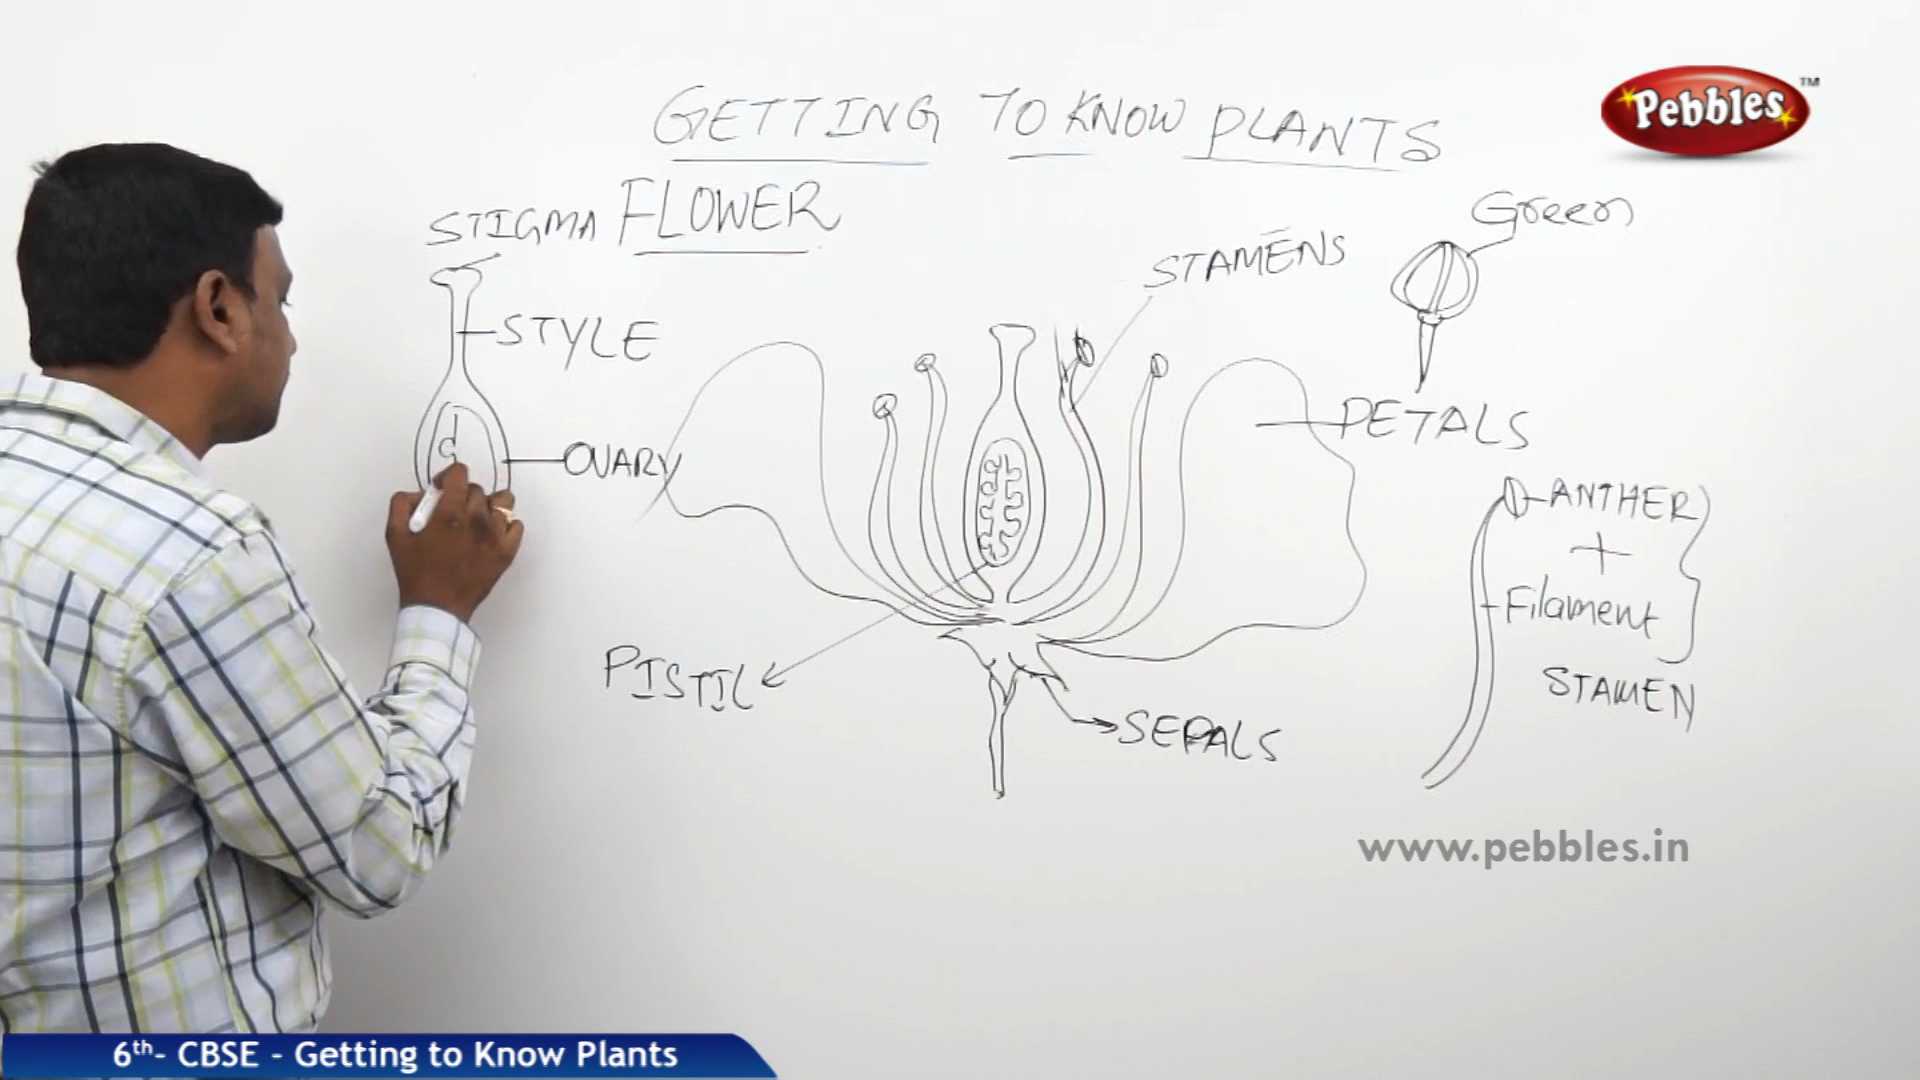 GETTING TO KNOW PLANTS
Pebbles™
FLOWER
STIGMA
STYLE
OVARY
STAMENS
Green
PETALS
ANTHER
+
Filament
STAMEN
PISTIL
SEPALS
www.pebbles.in
6th- CBSE - Getting to Know Plants